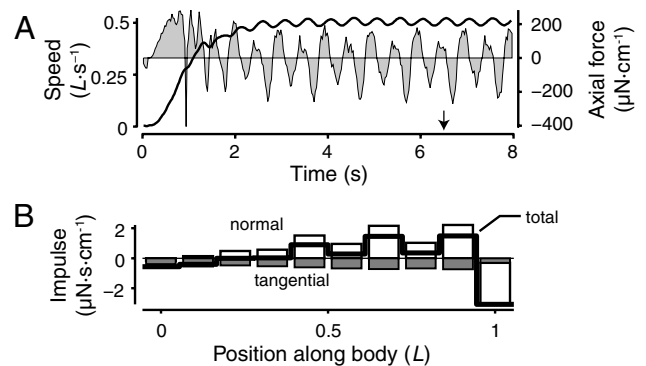 A
Speed
(L·s⁻¹)
0.5
0.25
0
200
0
−200
−400
Axial force
(μN·cm⁻¹)
0 2 4 6 8
Time (s)
B
Impulse
(μN·s·cm⁻¹)
2
0
−2
normal
tangential
total
0 0.5 1
Position along body (L)